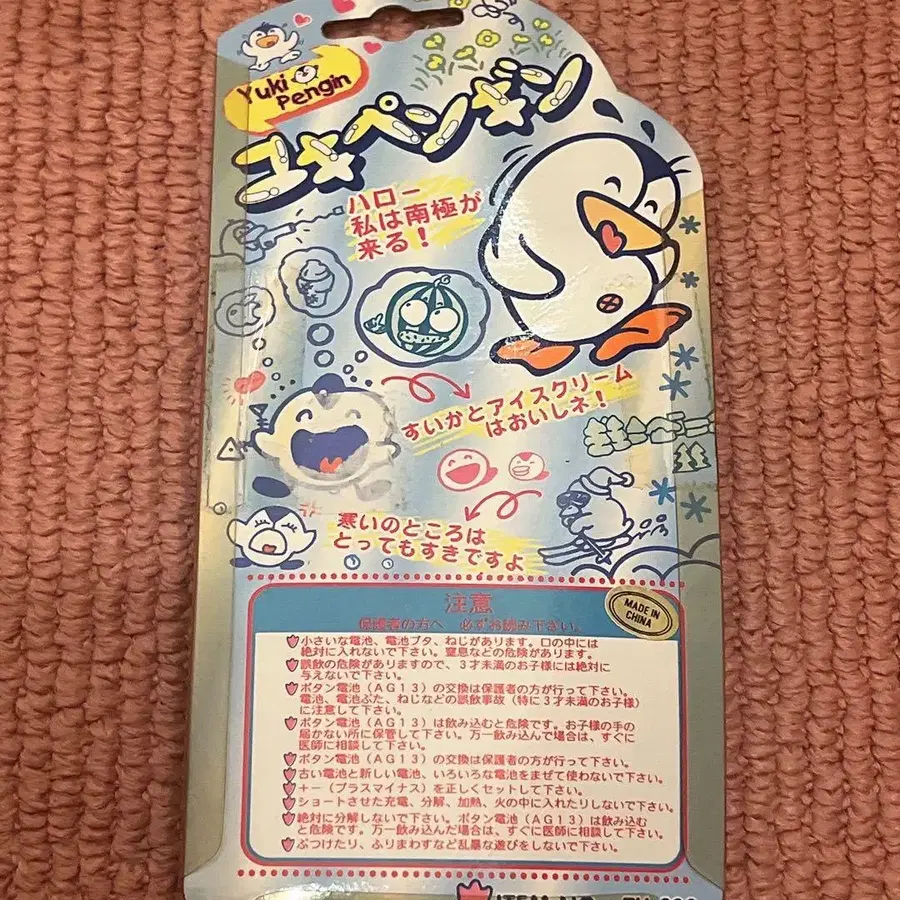 Yuki
Pengin
ユキペンギン
ハロー
私は南極が
来る！
すいかとアイスクリーム
はおいしネ！
寒いのところは
とってもすきですよ
注意
保護者の方へ 必ずお読み下さい。
MADE IN
CHINA
小さいな電池、電池ブタ、ねじがあります。口の中には
絶対に入れないで下さい。窒息などの危険があります。
誤飲の危険がありますので、３才未満のお子様には絶対に
与えないで下さい。
ボタン電池（ＡＧ１３）の交換は保護者の方が行って下さい。
電池、電池ぶた、ねじなどの誤飲事故（特に３才未満のお子様）
に注意して下さい。
ボタン電池（ＡＧ１３）は飲み込むと危険です。お子様の手の
届かない所に保管して下さい。万一飲み込んで場合は、すぐに
医師に相談して下さい。
ボタン電池（ＡＧ１３）の交換は保護者の方が行って下さい。
古い電池と新しい電池、いろいろな電池をまぜて使わないで下さい。
＋－（プラスマイナス）を正しくセットして下さい。
ショートさせた充電、分解、加熱、火の中に入れたりしないで下さい。
絶対に分解しないで下さい。ボタン電池（ＡＧ１３）は飲み込む
と危険です。万一飲み込んだ場合は、すぐに医師に相談して下さい。
ぶつけたり、ふりまわすなど乱暴な遊びをしないで下さい。